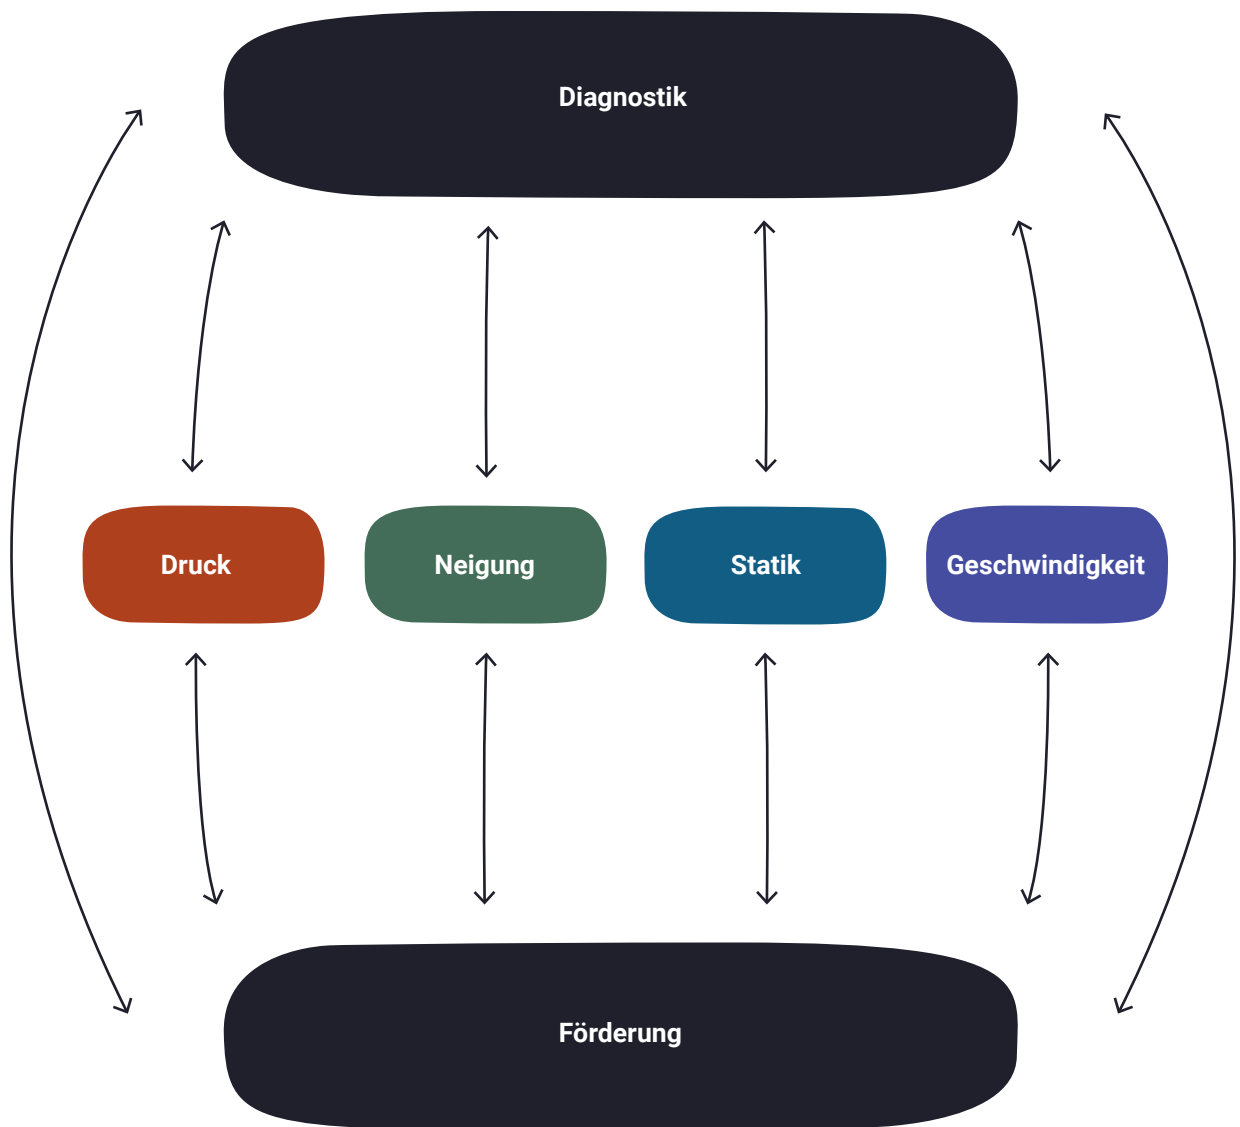 Diagnostik
Druck
Neigung
Statik
Geschwindigkeit
Förderung